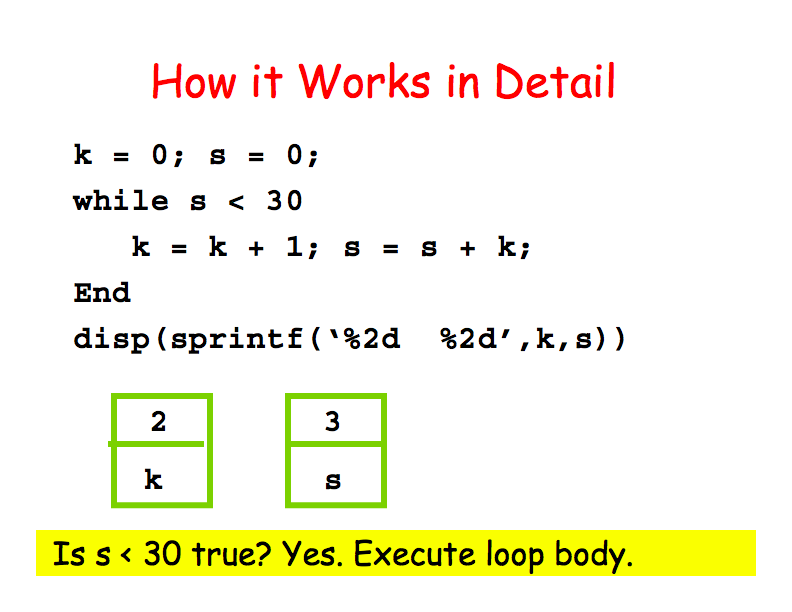 How it Works in Detail
k = 0; s = 0;
while s < 30
k = k + 1; s = s + k;
End
disp(sprintf(‘%2d  %2d’,k,s))
2 3
k s
Is s < 30 true? Yes. Execute loop body.